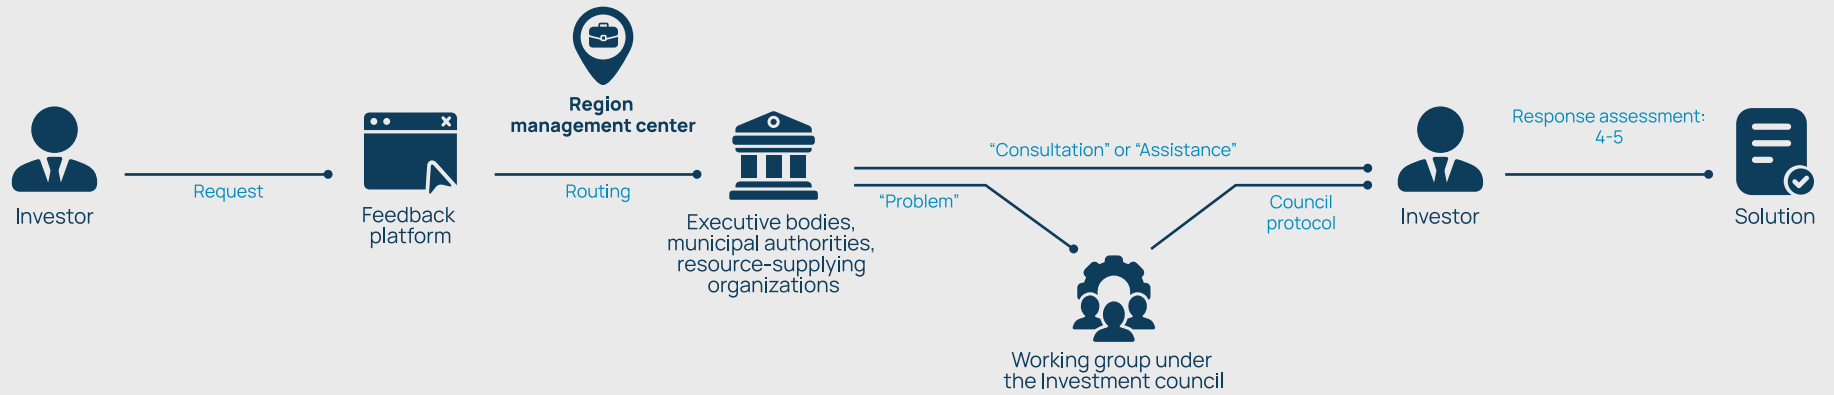 Investor
Request
Feedback
platform
Region
management center
Routing
Executive bodies,
municipal authorities,
resource-supplying
organizations
“Consultation” or “Assistance”
“Problem”
Working group under
the Investment council
Council
protocol
Investor
Response assessment:
4-5
Solution